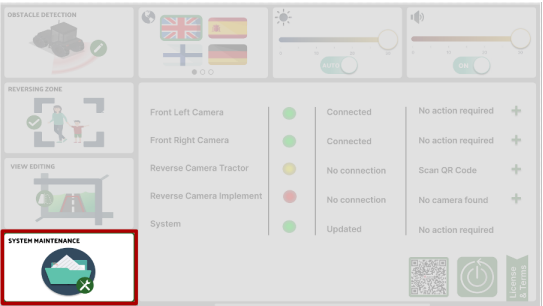 OBSTACLE DETECTION
AUTO
ON
REVERSING ZONE
VIEW EDITING
SYSTEM MAINTENANCE
Front Left Camera Connected No action required +
Front Right Camera Connected No action required +
Reverse Camera Tractor No connection Scan QR Code +
Reverse Camera Implement No connection No camera found +
System Updated No action required
License
& Terms